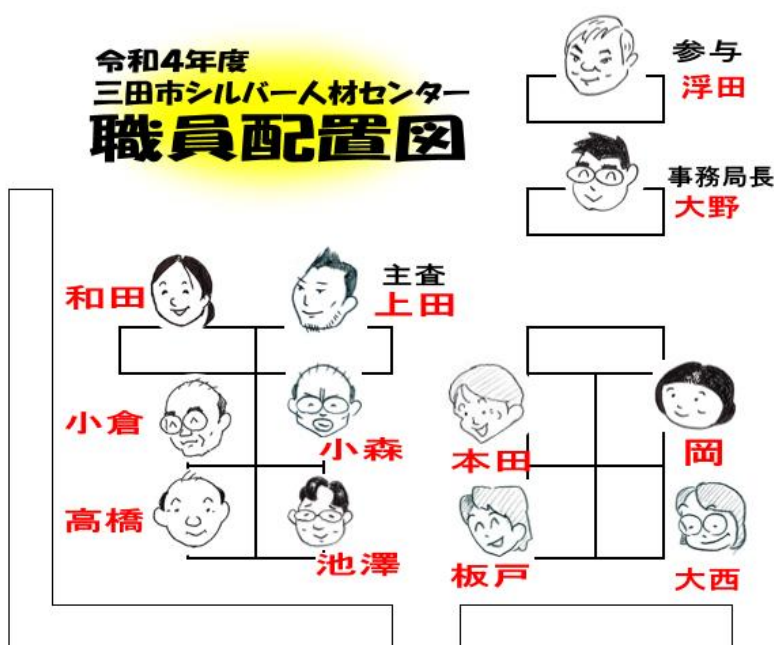 令和4年度
三田市シルバー人材センター
職員配置図
参与
浮田
事務局長
大野
和田
主査
上田
小倉
小森
本田
岡
高橋
池澤
板戸
大西